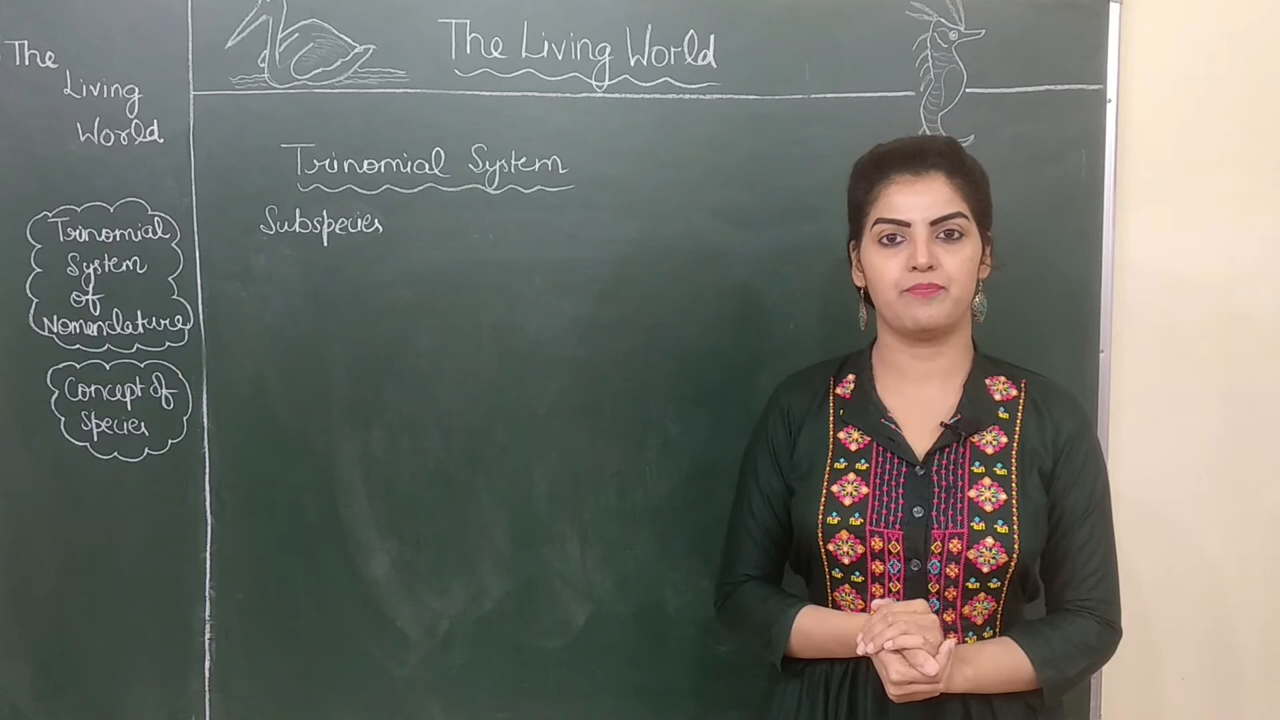 The
Living
World
Trinomial
System
of
Nomenclature
Concept Of
Species
The Living World
Trinomial System
Subspecies